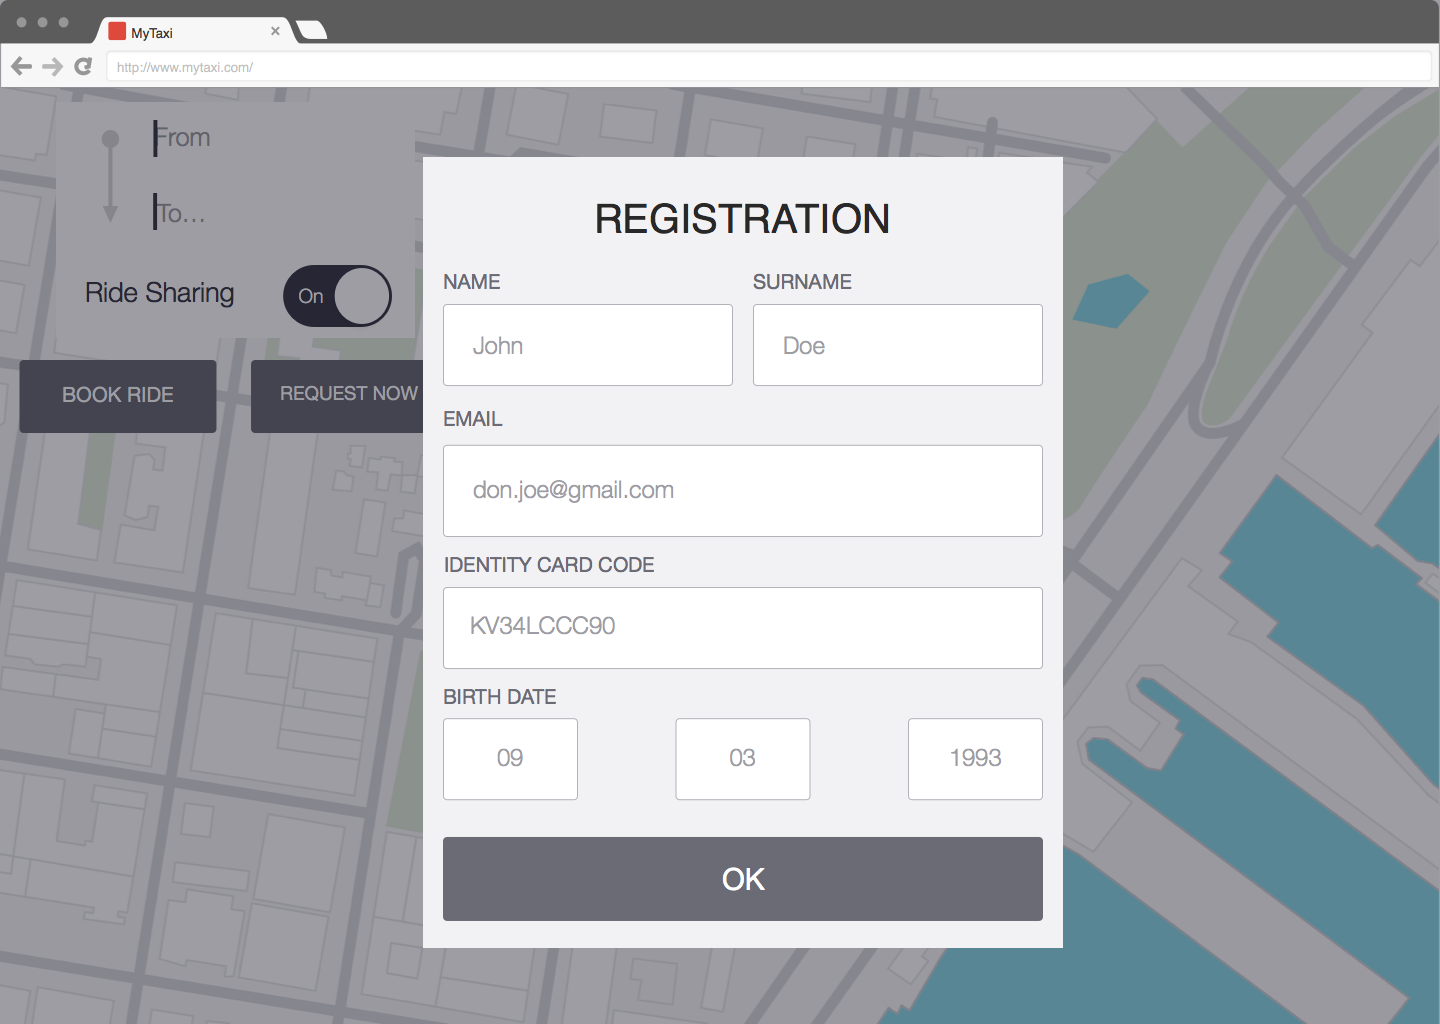 MyTaxi
http://www.mytaxi.com/
From
To...
Ride Sharing
On
BOOK RIDE
REQUEST NOW
REGISTRATION
NAME
SURNAME
John
Doe
EMAIL
don.joe@gmail.com
IDENTITY CARD CODE
KV34LCCC90
BIRTH DATE
09
03
1993
OK